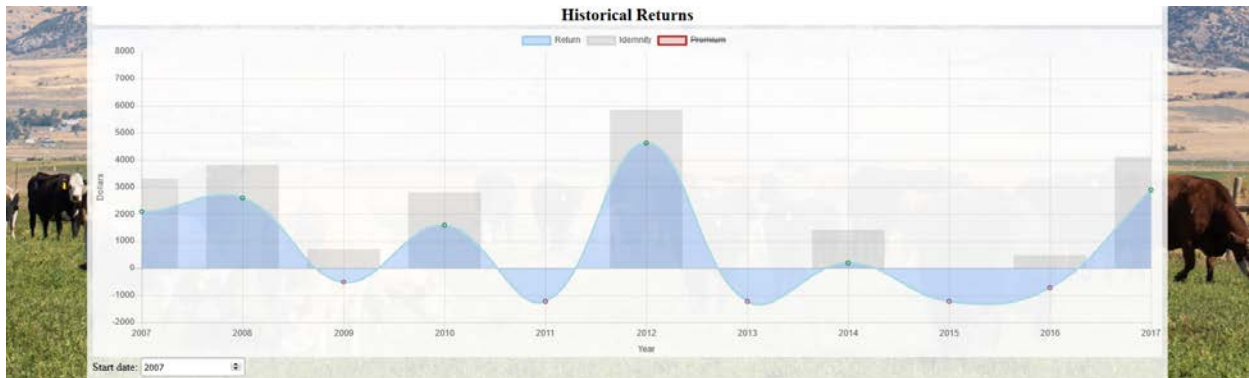 Historical Returns
Return Idemnity Premium
8000
7000
6000
5000
4000
3000
2000
1000
0
-1000
-2000
Dollars
2007 2008 2009 2010 2011 2012 2013 2014 2015 2016 2017
Year
Start date: 2007